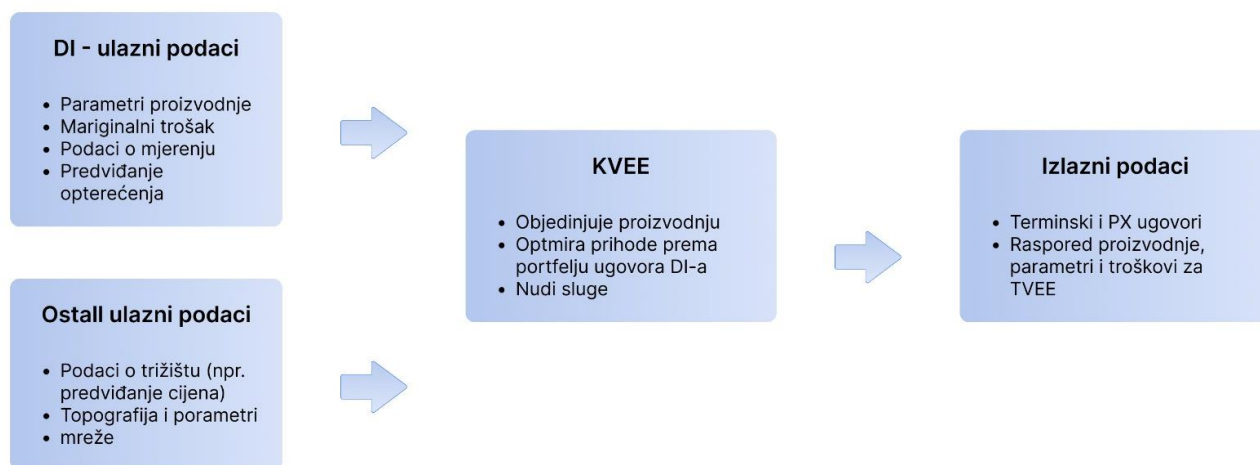 DI - ulazni podaci
• Parametri proizvodnje
• Mariginalni trošak
• Podaci o mjerenju
• Predviđanje
opterećenja
Ostall ulazni podaci
• Podaci o trižištu (npr.
predviđanje cijena)
• Topografija i porametri
• mreže
KVEE
• Objedinjuje proizvodnju
• Optmira prihode prema
portfelju ugovora DI-a
• Nudi sluge
Izlazni podaci
• Terminski i PX ugovori
• Raspored proizvodnje,
parametri i troškovi za
TVEE